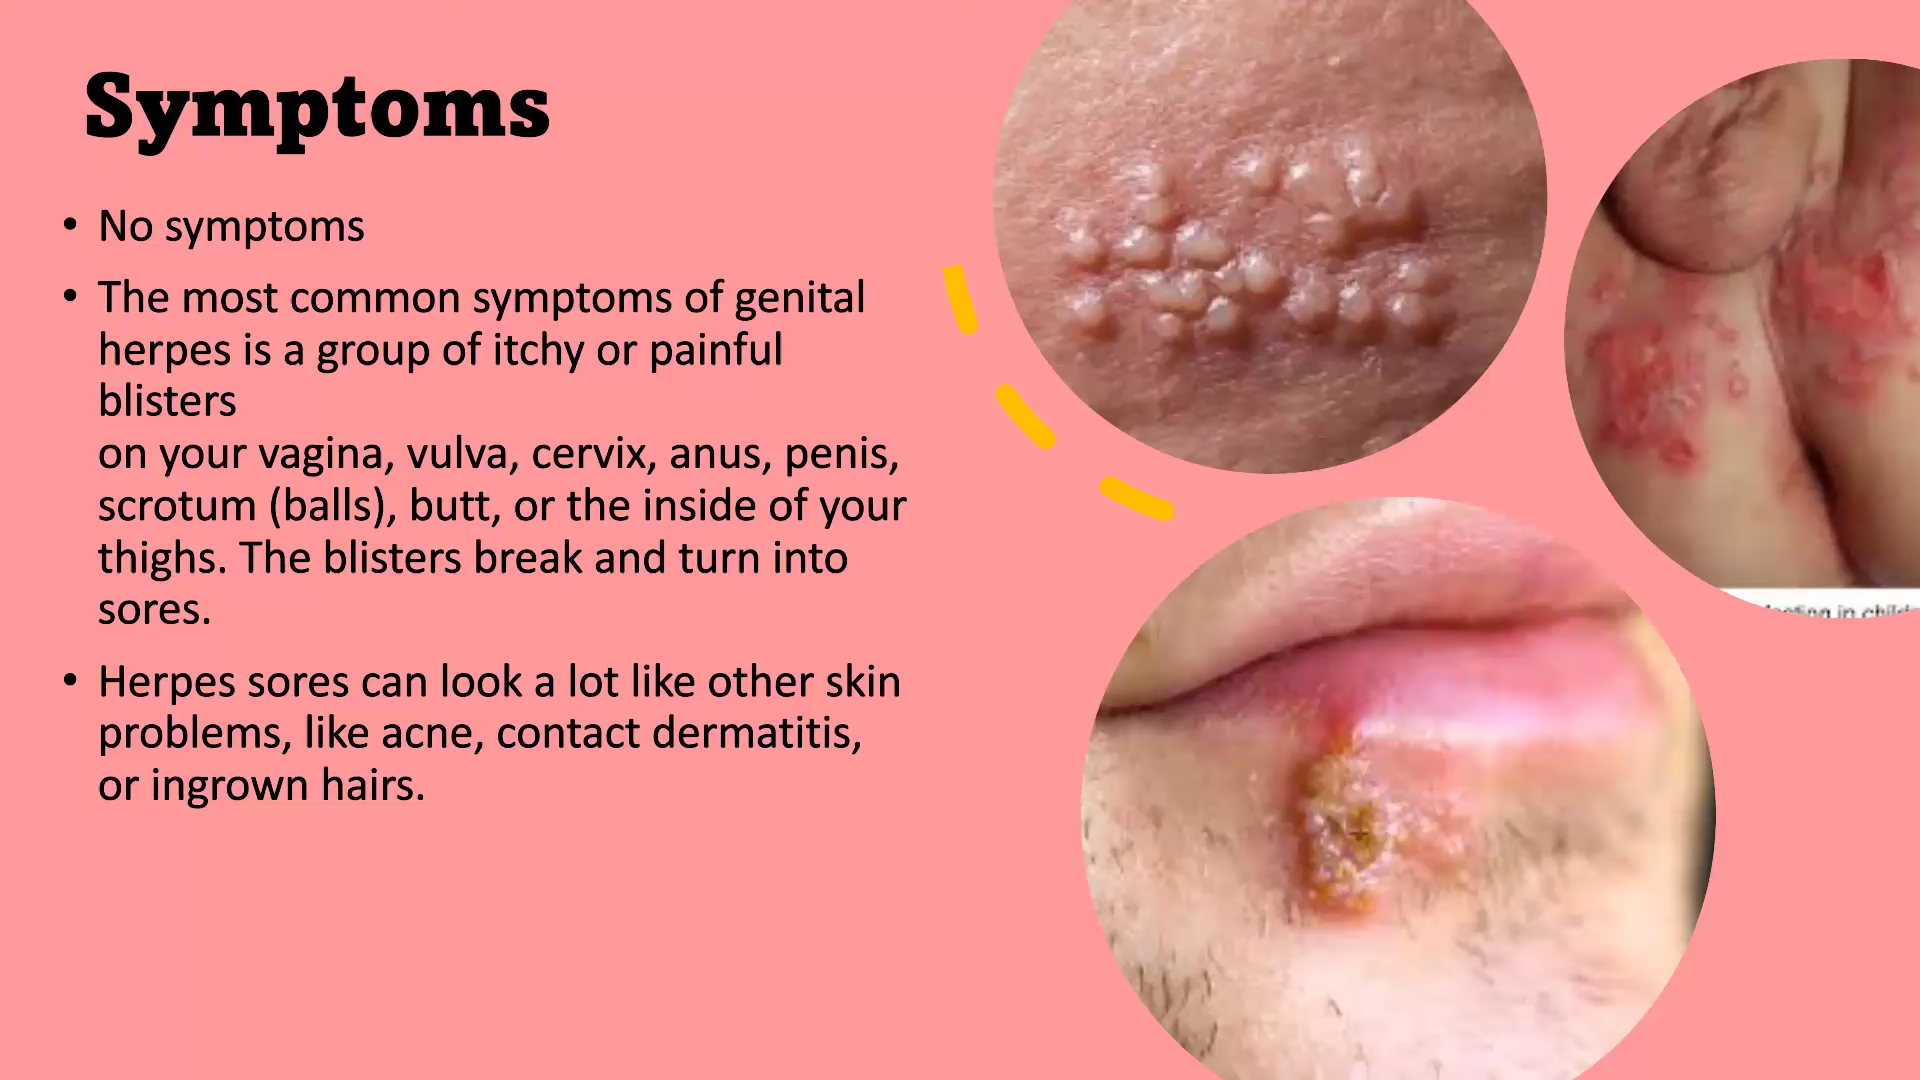 Symptoms
• No symptoms
• The most common symptoms of genital
herpes is a group of itchy or painful
blisters
on your vagina, vulva, cervix, anus, penis,
scrotum (balls), butt, or the inside of your
thighs. The blisters break and turn into
sores.
• Herpes sores can look a lot like other skin
problems, like acne, contact dermatitis,
or ingrown hairs.
in